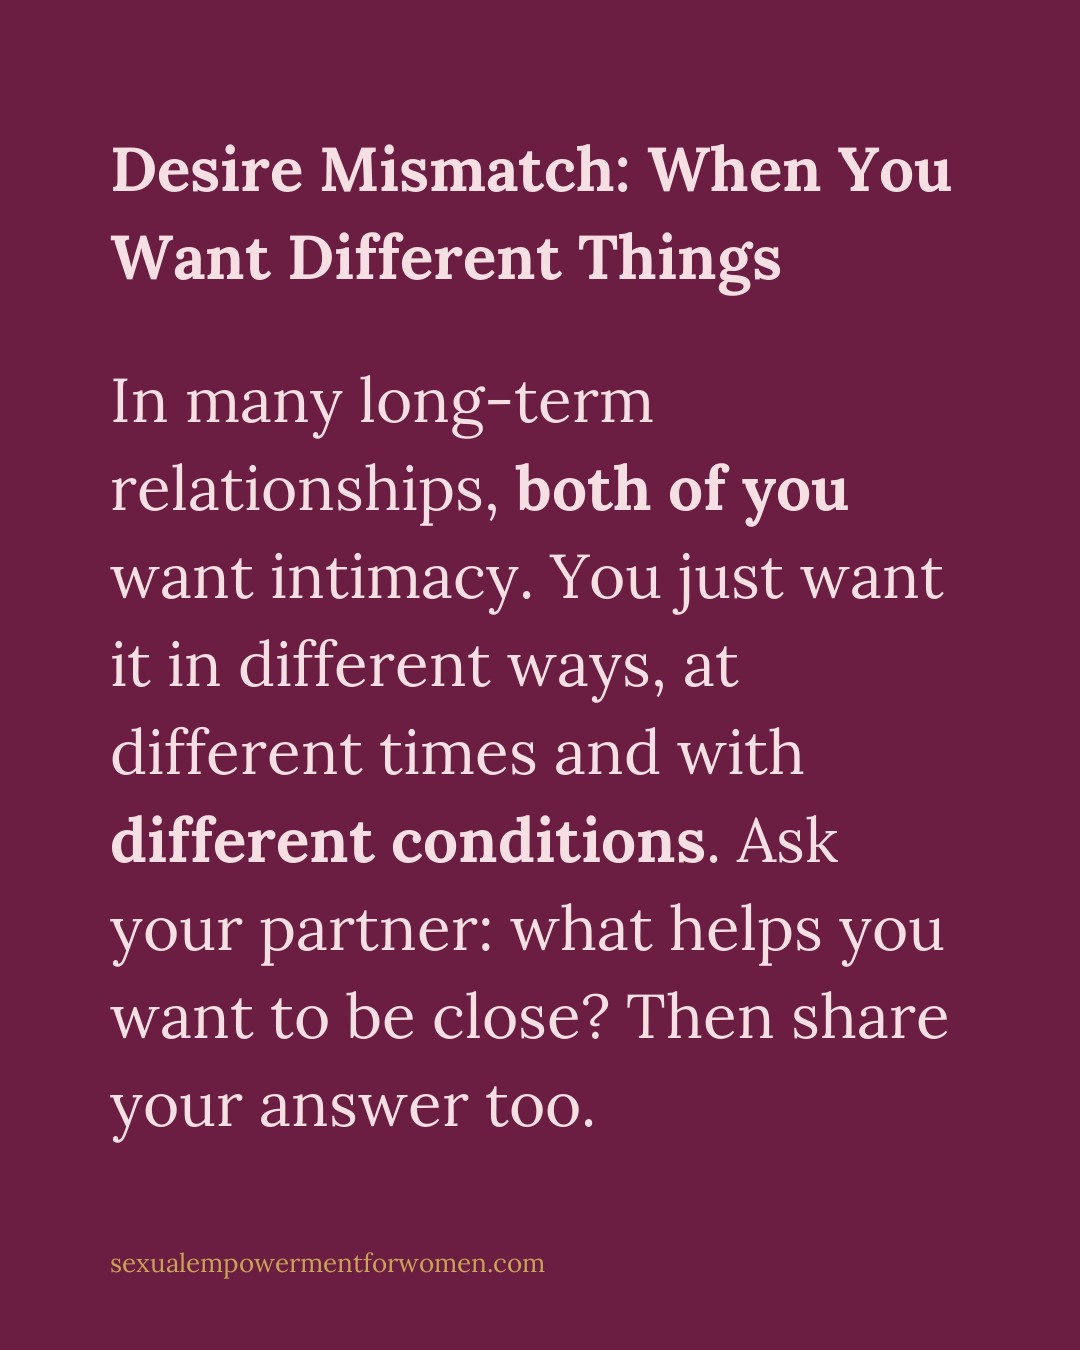 Desire Mismatch: When You
Want Different Things
In many long-term
relationships, both of you
want intimacy. You just want
it in different ways, at
different times and with
different conditions. Ask
your partner: what helps you
want to be close? Then share
your answer too.
sexualempowermentforwomen.com